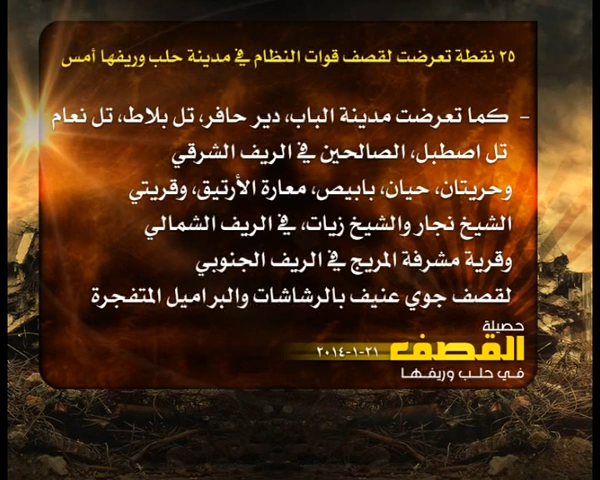 ٢٥ نقطة تعرضت لقصف قوات النظام في مدينة حلب وريفها أمس
- كما تعرضت مدينة الباب، دير حافر، تل بلاط، تل نعام
تل اصطبل، الصالحين في الريف الشرقي
وحريتان، حيان، بابيص، معارة الأرتيق، وقريتي
الشيخ نجار والشيخ زيات، في الريف الشمالي
وقرية مشرفة المريج في الريف الجنوبي
لقصف جوي عنيف بالرشاشات والبراميل المتفجرة
حصيلة
القصف
٢١-١-٢٠١٤
في حلب وريفها